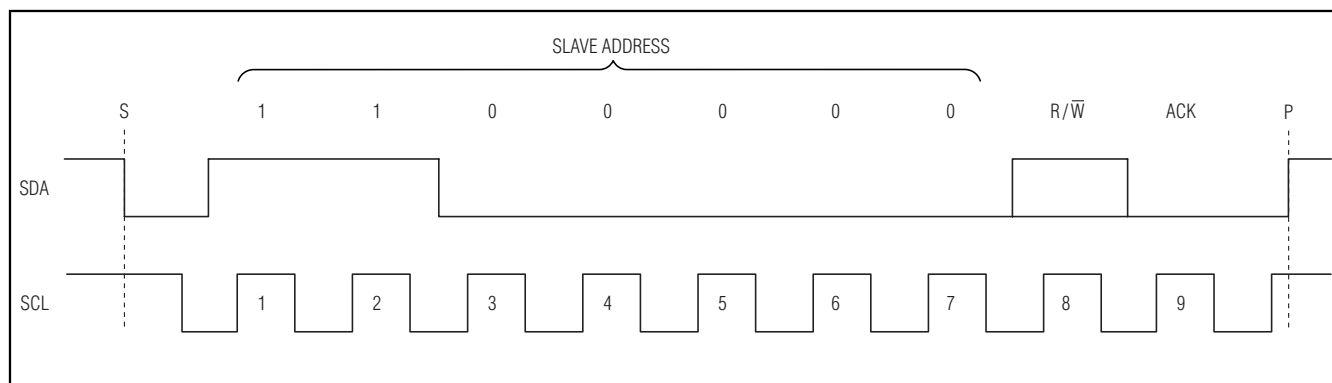 SLAVE ADDRESS
S 1 1 0 0 0 0 0 R/W̅ ACK P
SDA
SCL 1 2 3 4 5 6 7 8 9